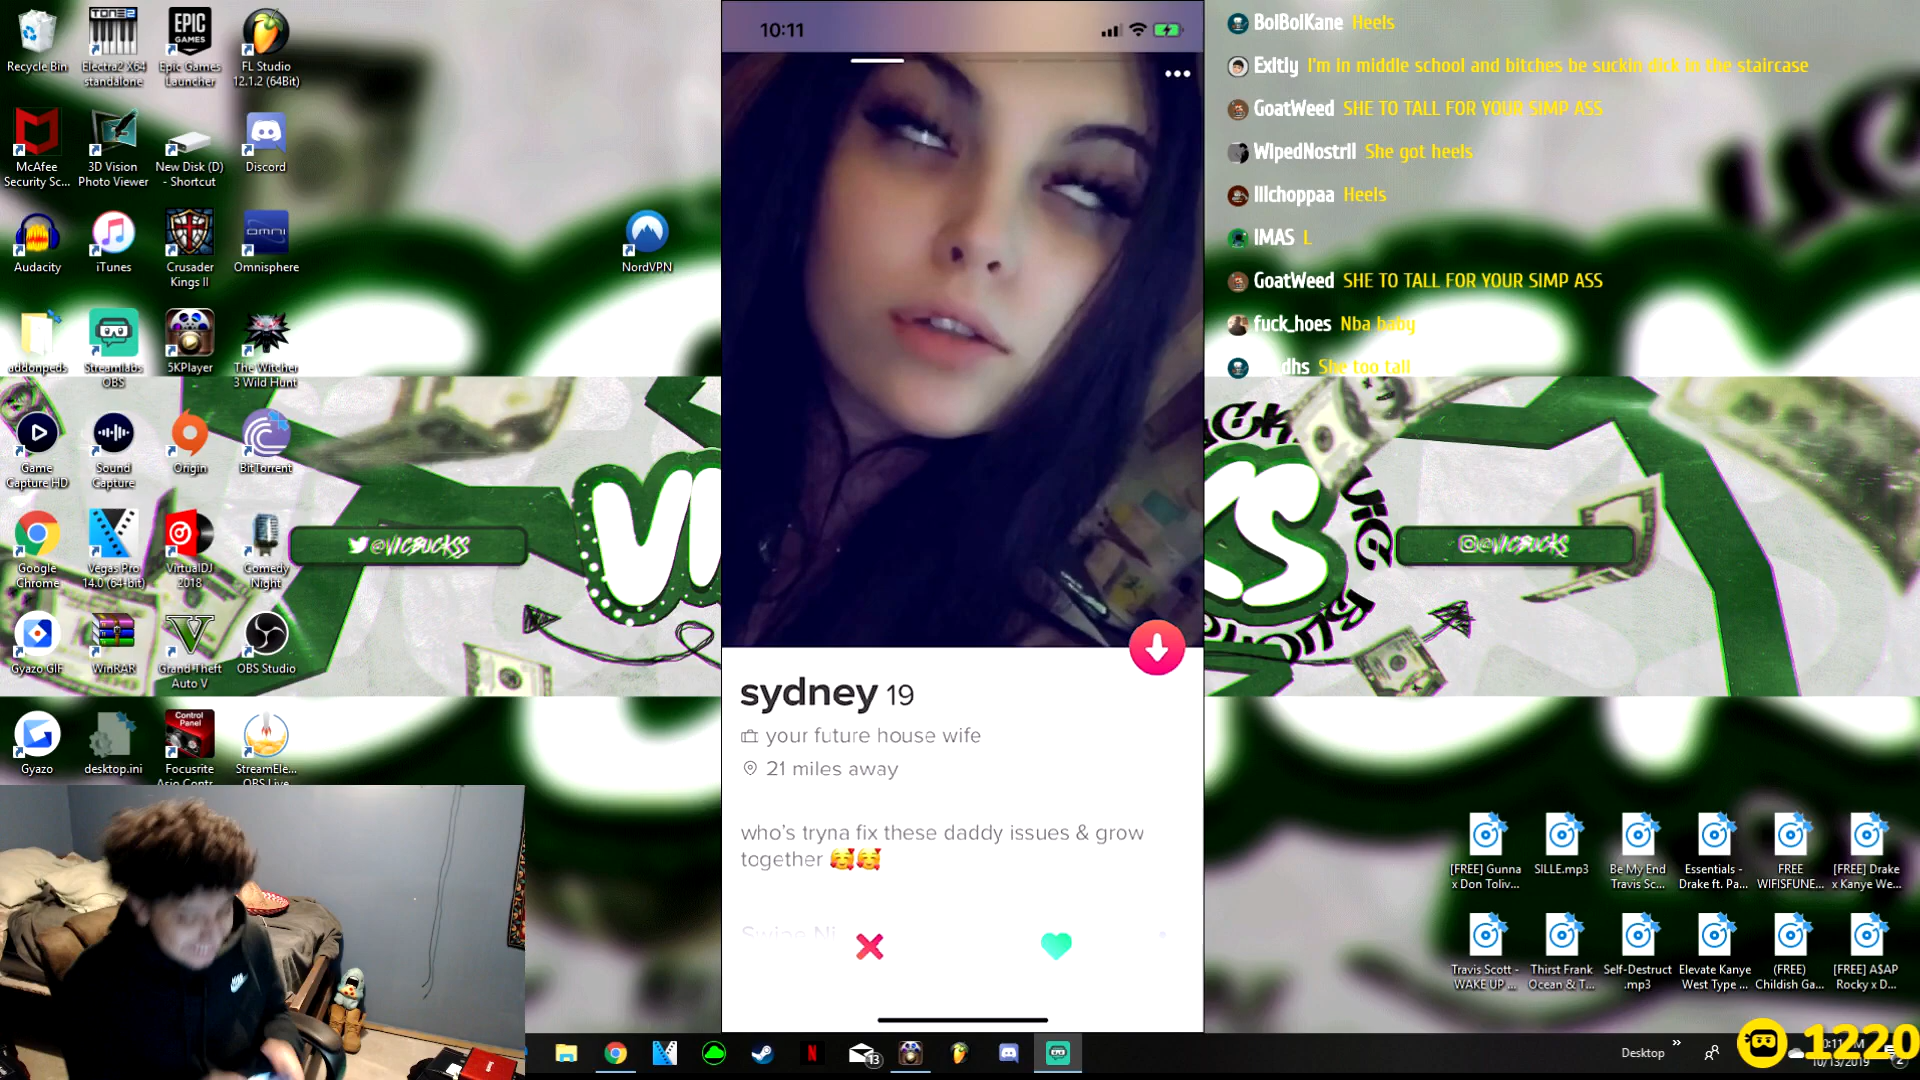 Recycle Bin
Electra2 X64
standalone
Epic Games
Launcher
FL Studio
12.1.2 (64Bit)
McAfee
Security Sc...
3D Vision
Photo Viewer
New Disk (D)
- Shortcut
Discord
Audacity
iTunes
Crusader
Kings II
Omnisphere
NordVPN
addonpeds
Streamlabs
OBS
5KPlayer
The Witcher
3 Wild Hunt
Game
Capture HD
Sound
Capture
Origin
BitTorrent
Google
Chrome
Vegas Pro
14.0 (64-bit)
VirtualDJ
2018
Comedy
Night
Gyazo GIF
WinRAR
Grand Theft
Auto V
OBS Studio
Gyazo
desktop.ini
Focusrite
StreamEle...
OBS Live
@VICBUCKSS
10:11
sydney 19
your future house wife
21 miles away
who's tryna fix these daddy issues & grow
together 🥰🥰
BolBolKane Heels
Exitly I'm in middle school and bitches be suckin dick in the staircase
GoatWeed SHE TO TALL FOR YOUR SIMP ASS
WipedNostril She got heels
lilchoppaa Heels
IMAS L
GoatWeed SHE TO TALL FOR YOUR SIMP ASS
fuck_hoes Nba baby
dhs She too tall
@VICBUCKS
[FREE] Gunna
x Don Toliv...
SILLE.mp3
Be My End
Travis Sc...
Essentials -
Drake ft. Pa...
FREE
WIFISFUNE...
[FREE] Drake
x Kanye We...
Travis Scott -
WAKE UP ...
Thirst Frank
Ocean & T...
Self-Destruct
.mp3
Elevate Kanye
West Type ...
(FREE)
Childish Ga...
[FREE] A$AP
Rocky x D...
13
Desktop
1220
10/13/2019